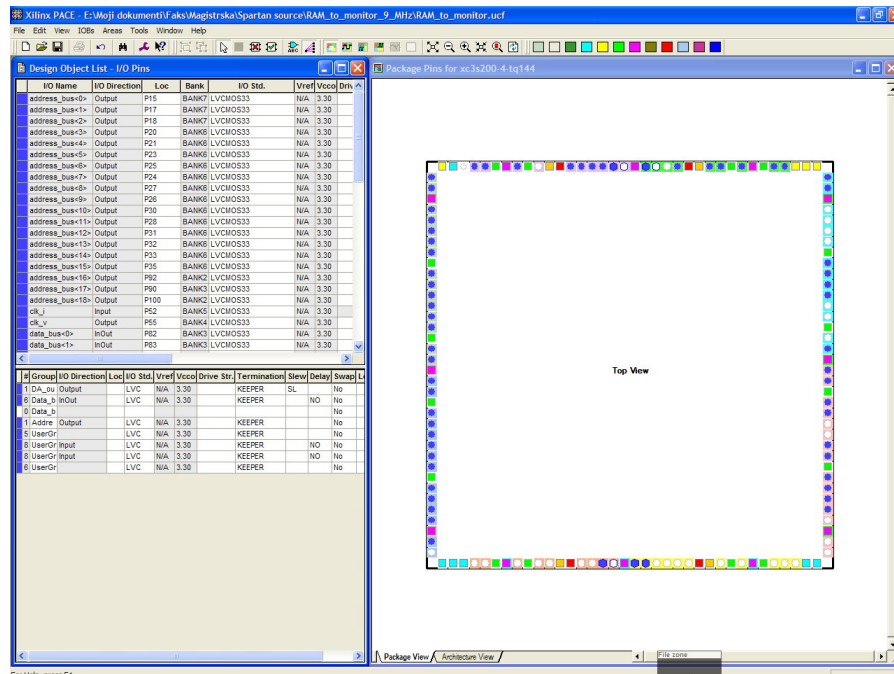 Xilinx PACE - E:\Moji dokumenti\Faks\Magistrska\Spartan source\RAM_to_monitor_9_MHz\RAM_to_monitor.ucf
File Edit View IOBs Areas Tools Window Help
Design Object List - I/O Pins
I/O Name I/O Direction Loc Bank I/O Std. Vref Vcco Driv
address_bus<0> Output P15 BANK7 LVCMOS33 N/A 3.30
address_bus<1> Output P17 BANK7 LVCMOS33 N/A 3.30
address_bus<2> Output P18 BANK7 LVCMOS33 N/A 3.30
address_bus<3> Output P20 BANK6 LVCMOS33 N/A 3.30
address_bus<4> Output P21 BANK6 LVCMOS33 N/A 3.30
address_bus<5> Output P23 BANK6 LVCMOS33 N/A 3.30
address_bus<6> Output P25 BANK6 LVCMOS33 N/A 3.30
address_bus<7> Output P24 BANK6 LVCMOS33 N/A 3.30
address_bus<8> Output P27 BANK6 LVCMOS33 N/A 3.30
address_bus<9> Output P26 BANK6 LVCMOS33 N/A 3.30
address_bus<10> Output P30 BANK6 LVCMOS33 N/A 3.30
address_bus<11> Output P28 BANK6 LVCMOS33 N/A 3.30
address_bus<12> Output P31 BANK6 LVCMOS33 N/A 3.30
address_bus<13> Output P32 BANK6 LVCMOS33 N/A 3.30
address_bus<14> Output P33 BANK6 LVCMOS33 N/A 3.30
address_bus<15> Output P35 BANK6 LVCMOS33 N/A 3.30
address_bus<16> Output P92 BANK2 LVCMOS33 N/A 3.30
address_bus<17> Output P90 BANK3 LVCMOS33 N/A 3.30
address_bus<18> Output P100 BANK2 LVCMOS33 N/A 3.30
clk_i Input P52 BANK5 LVCMOS33 N/A 3.30
clk_v Output P55 BANK4 LVCMOS33 N/A 3.30
data_bus<0> InOut P82 BANK3 LVCMOS33 N/A 3.30
data_bus<1> InOut P83 BANK3 LVCMOS33 N/A 3.30
# Group I/O Direction Loc I/O Std. Vref Vcco Drive Str. Termination Slew Delay Swap L
1 DA_ou Output LVC N/A 3.30 KEEPER SL No
6 Data_b InOut LVC N/A 3.30 KEEPER NO No
0 Data_b No
1 Addre Output LVC N/A 3.30 KEEPER No
5 UserGr LVC N/A 3.30 KEEPER No
8 UserGr Input LVC N/A 3.30 KEEPER NO No
8 UserGr Input LVC N/A 3.30 KEEPER NO No
6 UserGr LVC N/A 3.30 KEEPER No
Package Pins for xc3s200-4-tq144
Top View
Package View Architecture View
File zone